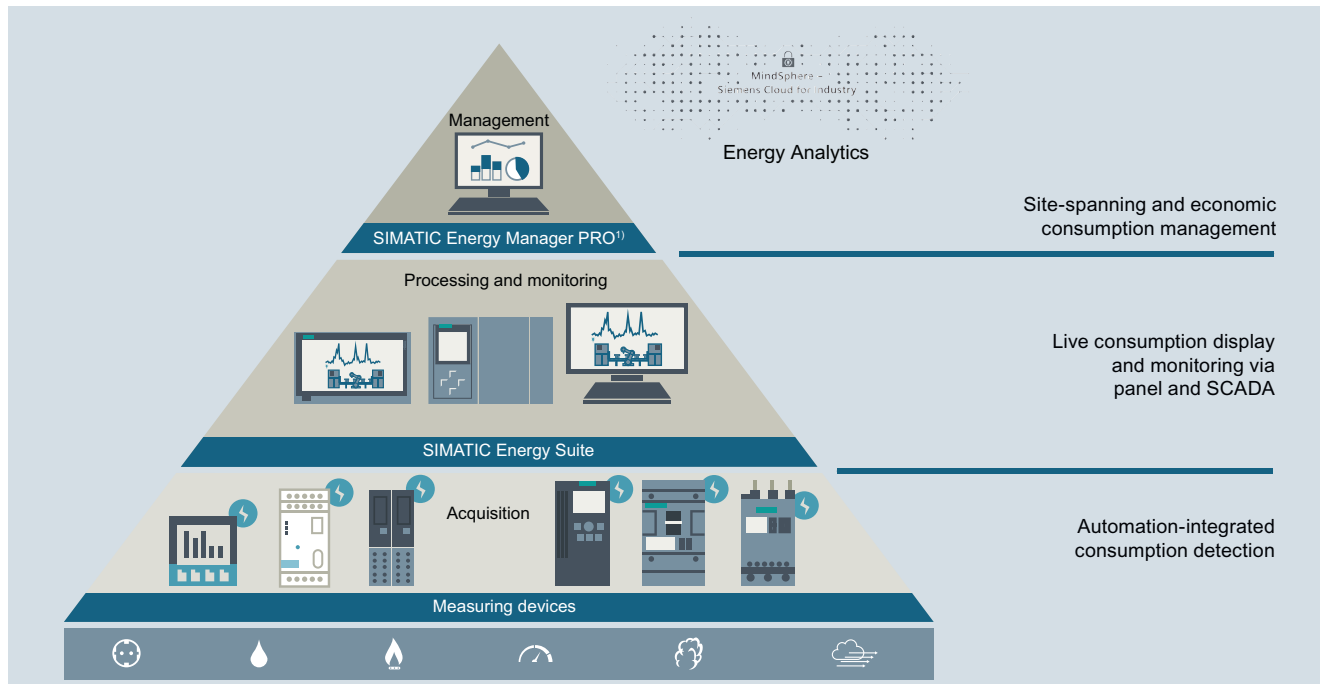 MindSphere –
Siemens Cloud for Industry
Energy Analytics
Management
SIMATIC Energy Manager PRO¹⁾
Site-spanning and economic
consumption management
Processing and monitoring
Live consumption display
and monitoring via
panel and SCADA
SIMATIC Energy Suite
Acquisition
Automation-integrated
consumption detection
Measuring devices